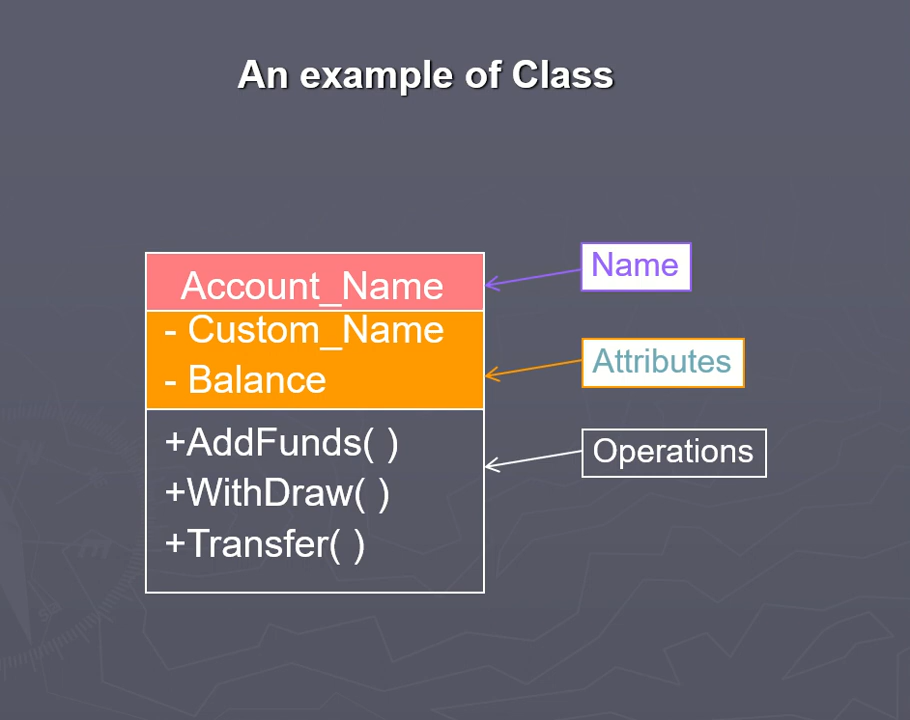 An example of Class
Account_Name
Name
- Custom_Name
- Balance
Attributes
+AddFunds( )
+WithDraw( )
+Transfer( )
Operations